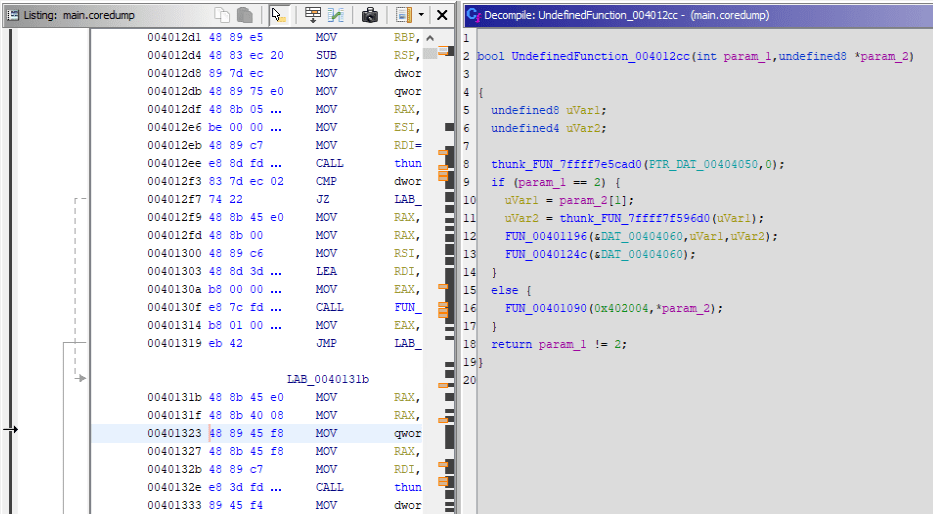 Listing: main.coredump
004012d1 48 89 e5 MOV RBP,
004012d4 48 83 ec 20 SUB RSP,
004012d8 89 7d ec MOV dwor
004012db 48 89 75 e0 MOV qwor
004012df 48 8b 05 ... MOV RAX,
004012e6 be 00 00 ... MOV ESI,
004012eb 48 89 c7 MOV RDI=
004012ee e8 8d fd ... CALL thun
004012f3 83 7d ec 02 CMP dwor
004012f7 74 22 JZ LAB_
004012f9 48 8b 45 e0 MOV RAX,
004012fd 48 8b 00 MOV RAX,
00401300 48 89 c6 MOV RSI,
00401303 48 8d 3d ... LEA RDI,
0040130a b8 00 00 ... MOV EAX,
0040130f e8 7c fd ... CALL FUN_
00401314 b8 01 00 ... MOV EAX,
00401319 eb 42 JMP LAB_
LAB_0040131b
0040131b 48 8b 45 e0 MOV RAX,
0040131f 48 8b 40 08 MOV RAX,
00401323 48 89 45 f8 MOV qwor
00401327 48 8b 45 f8 MOV RAX,
0040132b 48 89 c7 MOV RDI,
0040132e e8 3d fd ... CALL thun
00401333 89 45 f4 MOV dwor
Decompile: UndefinedFunction_004012cc - (main.coredump)
1
2 bool UndefinedFunction_004012cc(int param_1,undefined8 *param_2)
3
4 {
5 undefined8 uVar1;
6 undefined4 uVar2;
7
8 thunk_FUN_7ffff7e5cad0(PTR_DAT_00404050,0);
9 if (param_1 == 2) {
10 uVar1 = param_2[1];
11 uVar2 = thunk_FUN_7ffff7f596d0(uVar1);
12 FUN_00401196(&DAT_00404060,uVar1,uVar2);
13 FUN_0040124c(&DAT_00404060);
14 }
15 else {
16 FUN_00401090(0x402004,*param_2);
17 }
18 return param_1 != 2;
19 }
20